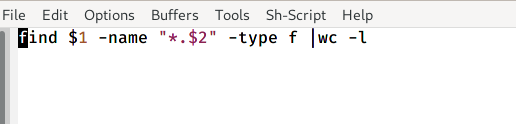 File Edit Options Buffers Tools Sh-Script Help
find $1 -name "*.$2" -type f |wc -l